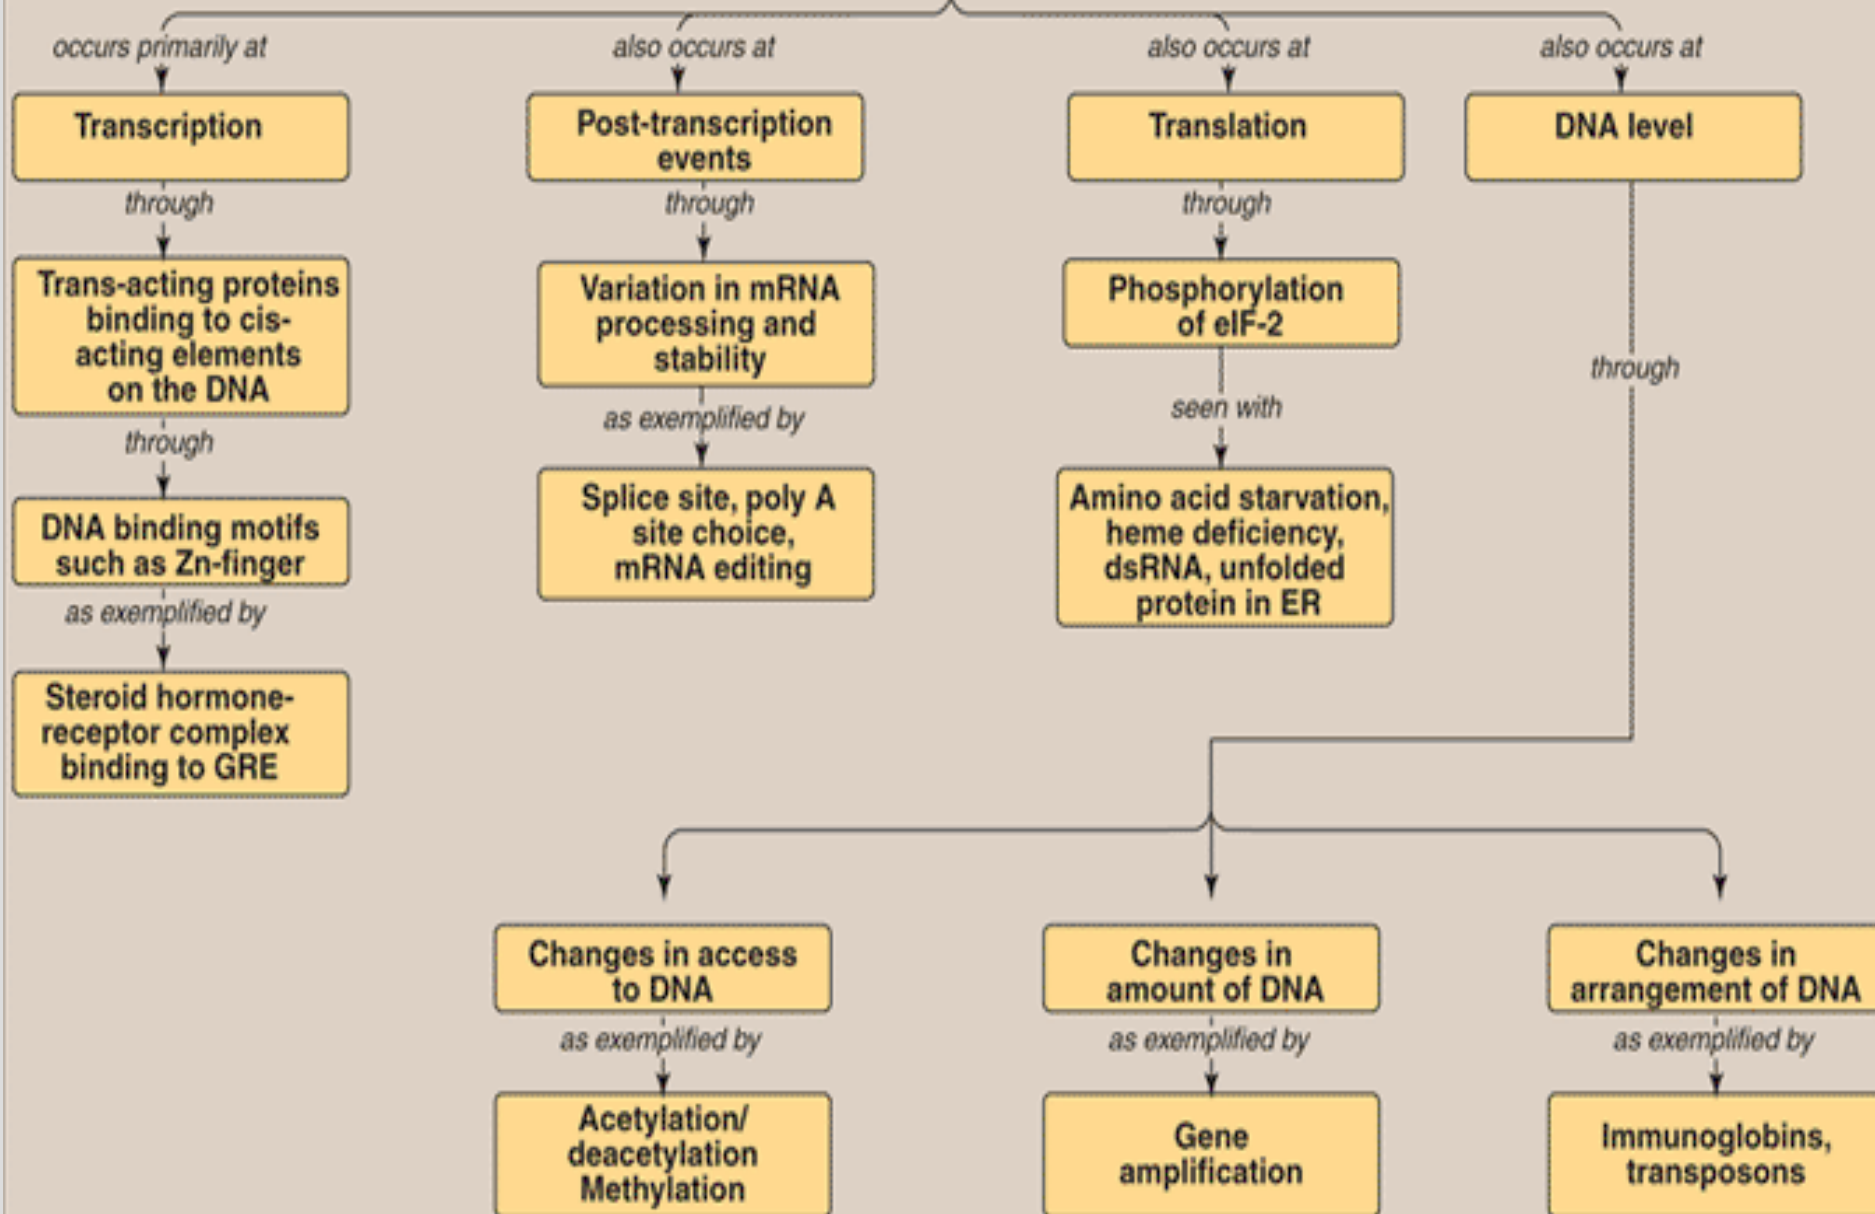 occurs primarily at
also occurs at
also occurs at
also occurs at
Transcription
Post-transcription
events
Translation
DNA level
through
through
through
Trans-acting proteins
binding to cis-
acting elements
on the DNA
Variation in mRNA
processing and
stability
Phosphorylation
of eIF-2
through
through
as exemplified by
seen with
DNA binding motifs
such as Zn-finger
Splice site, poly A
site choice,
mRNA editing
Amino acid starvation,
heme deficiency,
dsRNA, unfolded
protein in ER
as exemplified by
Steroid hormone-
receptor complex
binding to GRE
Changes in access
to DNA
Changes in
amount of DNA
Changes in
arrangement of DNA
as exemplified by
as exemplified by
as exemplified by
Acetylation/
deacetylation
Methylation
Gene
amplification
Immunoglobins,
transposons